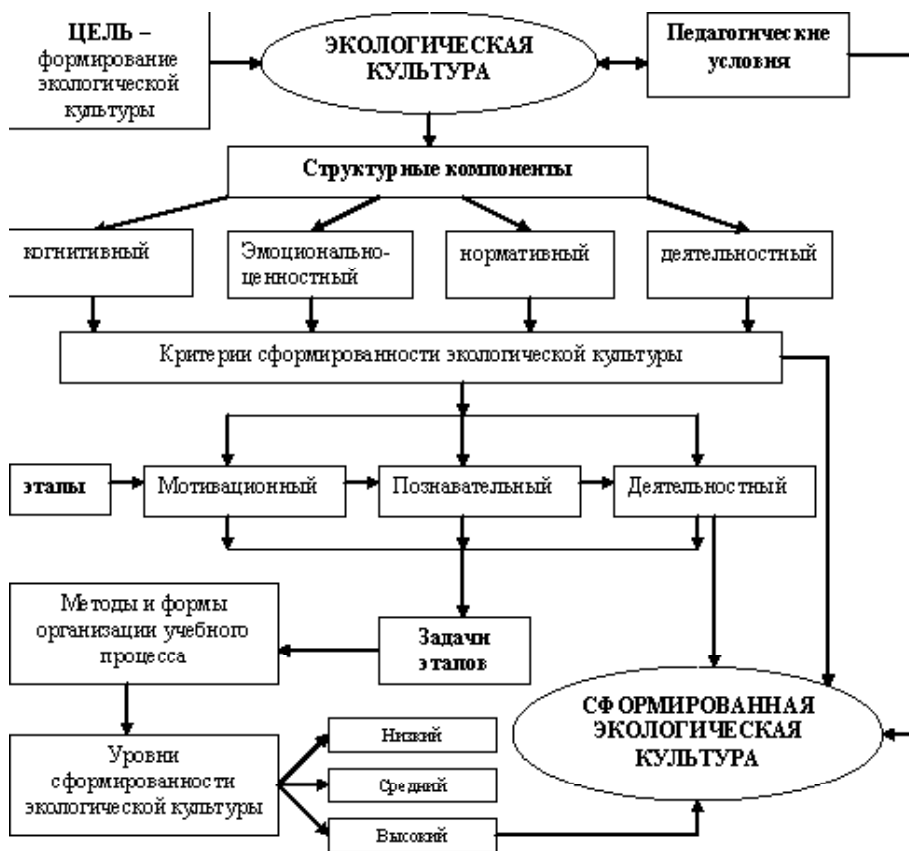 ЦЕЛЬ –
формирование
экологической
культуры
ЭКОЛОГИЧЕСКАЯ
КУЛЬТУРА
Педагогические
условия
Структурные компоненты
когнитивный
Эмоционально-
ценностный
нормативный
деятельностный
Критерии сформированности экологической культуры
этапы
Мотивационный
Познавательный
Деятельностный
Методы и формы
организации учебного
процесса
Задачи
этапов
СФОРМИРОВАННАЯ
ЭКОЛОГИЧЕСКАЯ
КУЛЬТУРА
Уровни
сформированности
экологической культуры
Низкий
Средний
Высокий